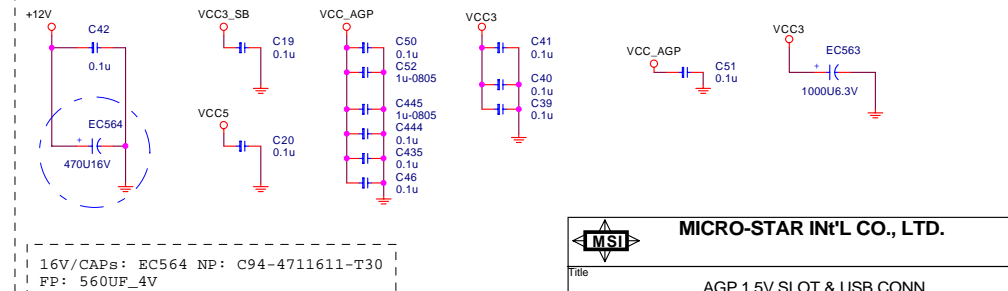 +12V
C42
0.1u
EC564
+
470U16V
VCC3_SB
C19
0.1u
VCC5
C20
0.1u
VCC_AGP
C50
0.1u
C52
1u-0805
C445
1u-0805
C444
0.1u
C435
0.1u
C46
0.1u
VCC3
C41
0.1u
C40
0.1u
C39
0.1u
VCC_AGP
C51
0.1u
VCC3
EC563
+
1000U6.3V
16V/CAPs: EC564 NP: C94-4711611-T30
FP: 560UF_4V
MSI
MICRO-STAR INt'L CO., LTD.
Title
AGP 1.5V SLOT & USB CONN